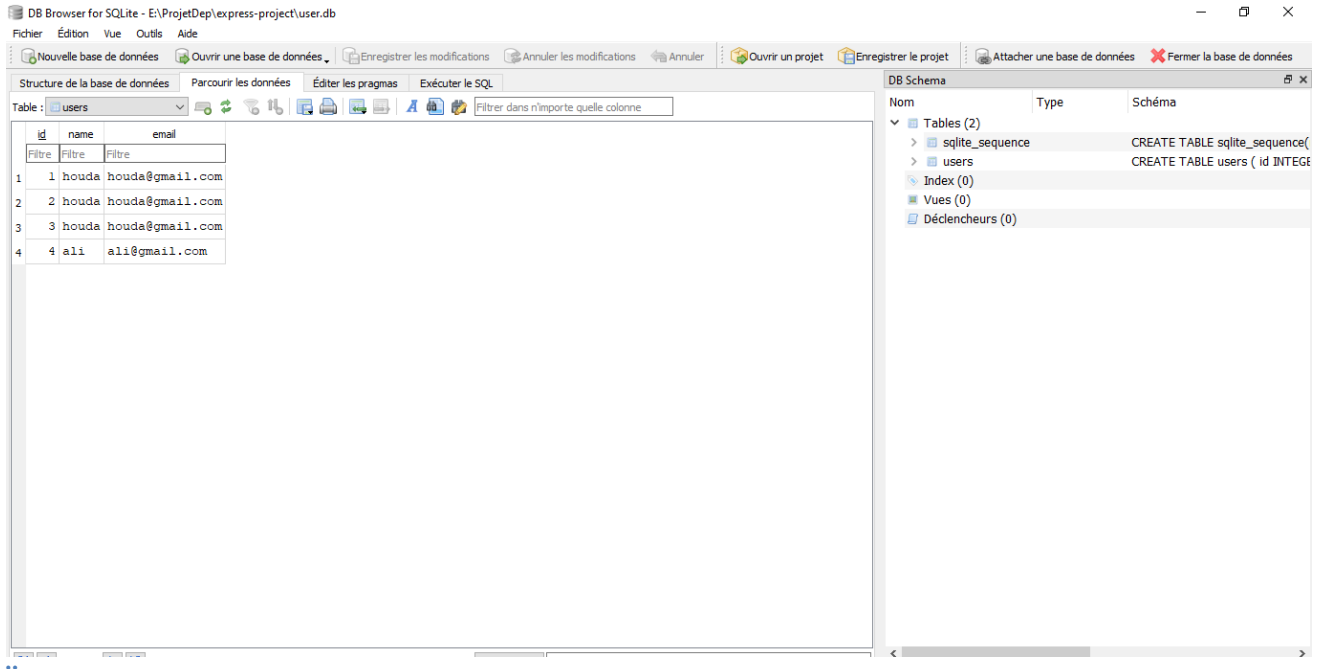 DB Browser for SQLite - E:\ProjetDep\express-project\user.db
Fichier Édition Vue Outils Aide
Nouvelle base de données Ouvrir une base de données Enregistrer les modifications Annuler les modifications Annuler Ouvrir un projet Enregistrer le projet Attacher une base de données Fermer la base de données
Structure de la base de données Parcourir les données Éditer les pragmas Exécuter le SQL
Table : users Filtrer dans n'importe quelle colonne
id name email
Filtre Filtre Filtre
1 1 houda houda@gmail.com
2 2 houda houda@gmail.com
3 3 houda houda@gmail.com
4 4 ali ali@gmail.com
DB Schema
Nom Type Schéma
Tables (2)
sqlite_sequence CREATE TABLE sqlite_sequence(
users CREATE TABLE users ( id INTEGE
Index (0)
Vues (0)
Déclencheurs (0)